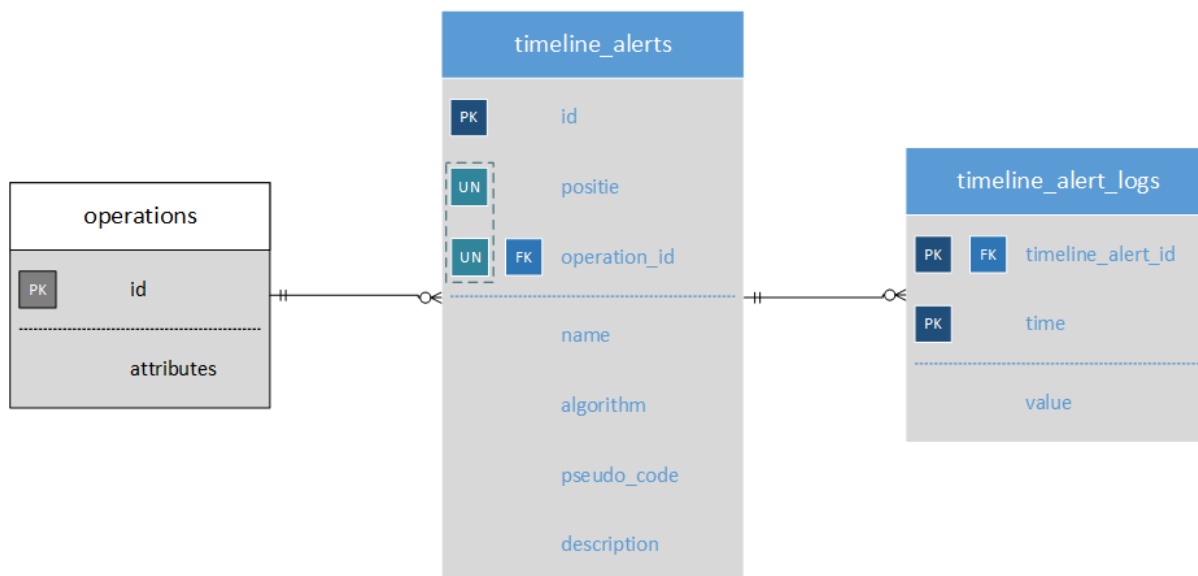 operations
PK id
attributes
timeline_alerts
PK id
UN positie
UN FK operation_id
name
algorithm
pseudo_code
description
timeline_alert_logs
PK FK timeline_alert_id
PK time
value